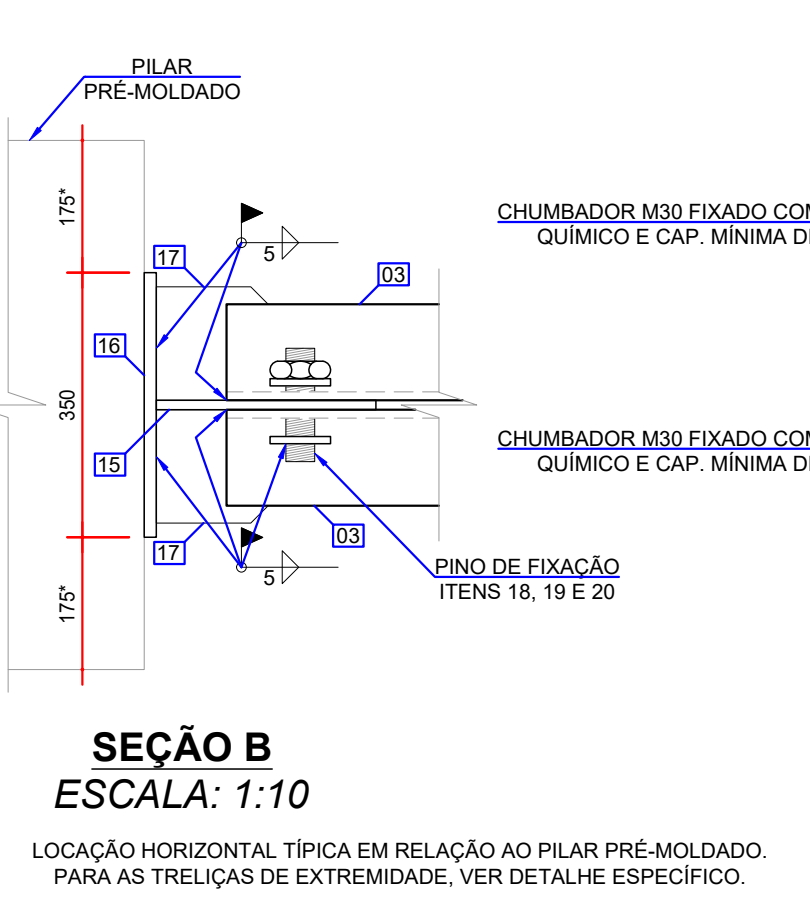 PILAR
PRÉ-MOLDADO
175*
CHUMBADOR M30 FIXADO COM
QUÍMICO E CAP. MÍNIMA DE
5
17
03
16
350
15
CHUMBADOR M30 FIXADO COM
QUÍMICO E CAP. MÍNIMA DE
03
17
5
PINO DE FIXAÇÃO
ITENS 18, 19 E 20
175*
SEÇÃO B
ESCALA: 1:10
LOCAÇÃO HORIZONTAL TÍPICA EM RELAÇÃO AO PILAR PRÉ-MOLDADO.
PARA AS TRELIÇAS DE EXTREMIDADE, VER DETALHE ESPECÍFICO.